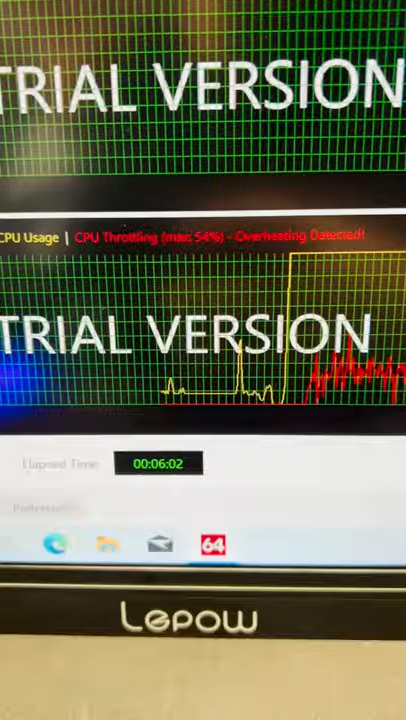 TRIAL VERSION
CPU Usage | CPU Throttling (max: 54%) - Overheating Detected!
TRIAL VERSION
Elapsed Time: 00:06:02
Preferences
64
Lepow